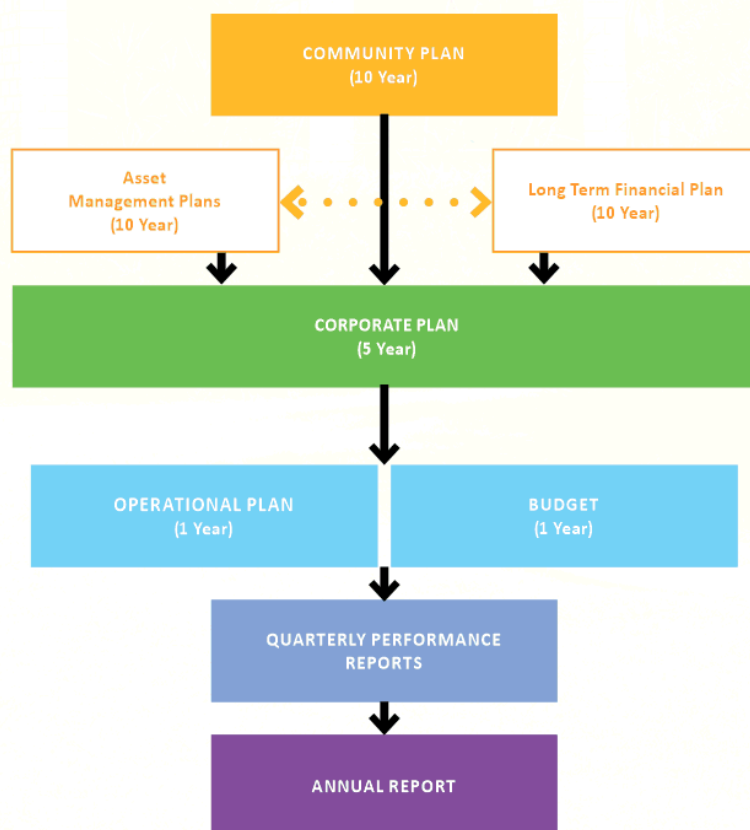 COMMUNITY PLAN
(10 Year)
Asset
Management Plans
(10 Year)
Long Term Financial Plan
(10 Year)
CORPORATE PLAN
(5 Year)
OPERATIONAL PLAN
(1 Year)
BUDGET
(1 Year)
QUARTERLY PERFORMANCE
REPORTS
ANNUAL REPORT